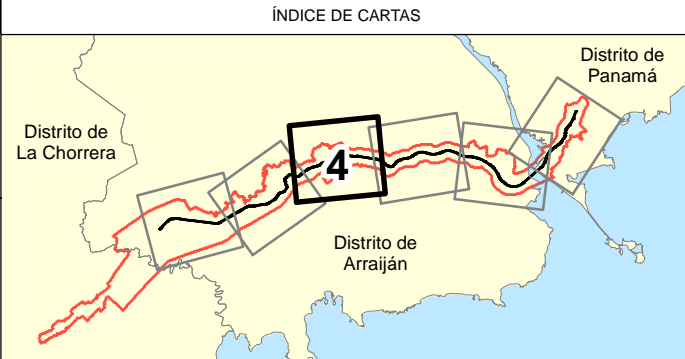 ÍNDICE DE CARTAS
Distrito de
Panamá
Distrito de
La Chorrera
4
Distrito de
Arraiján